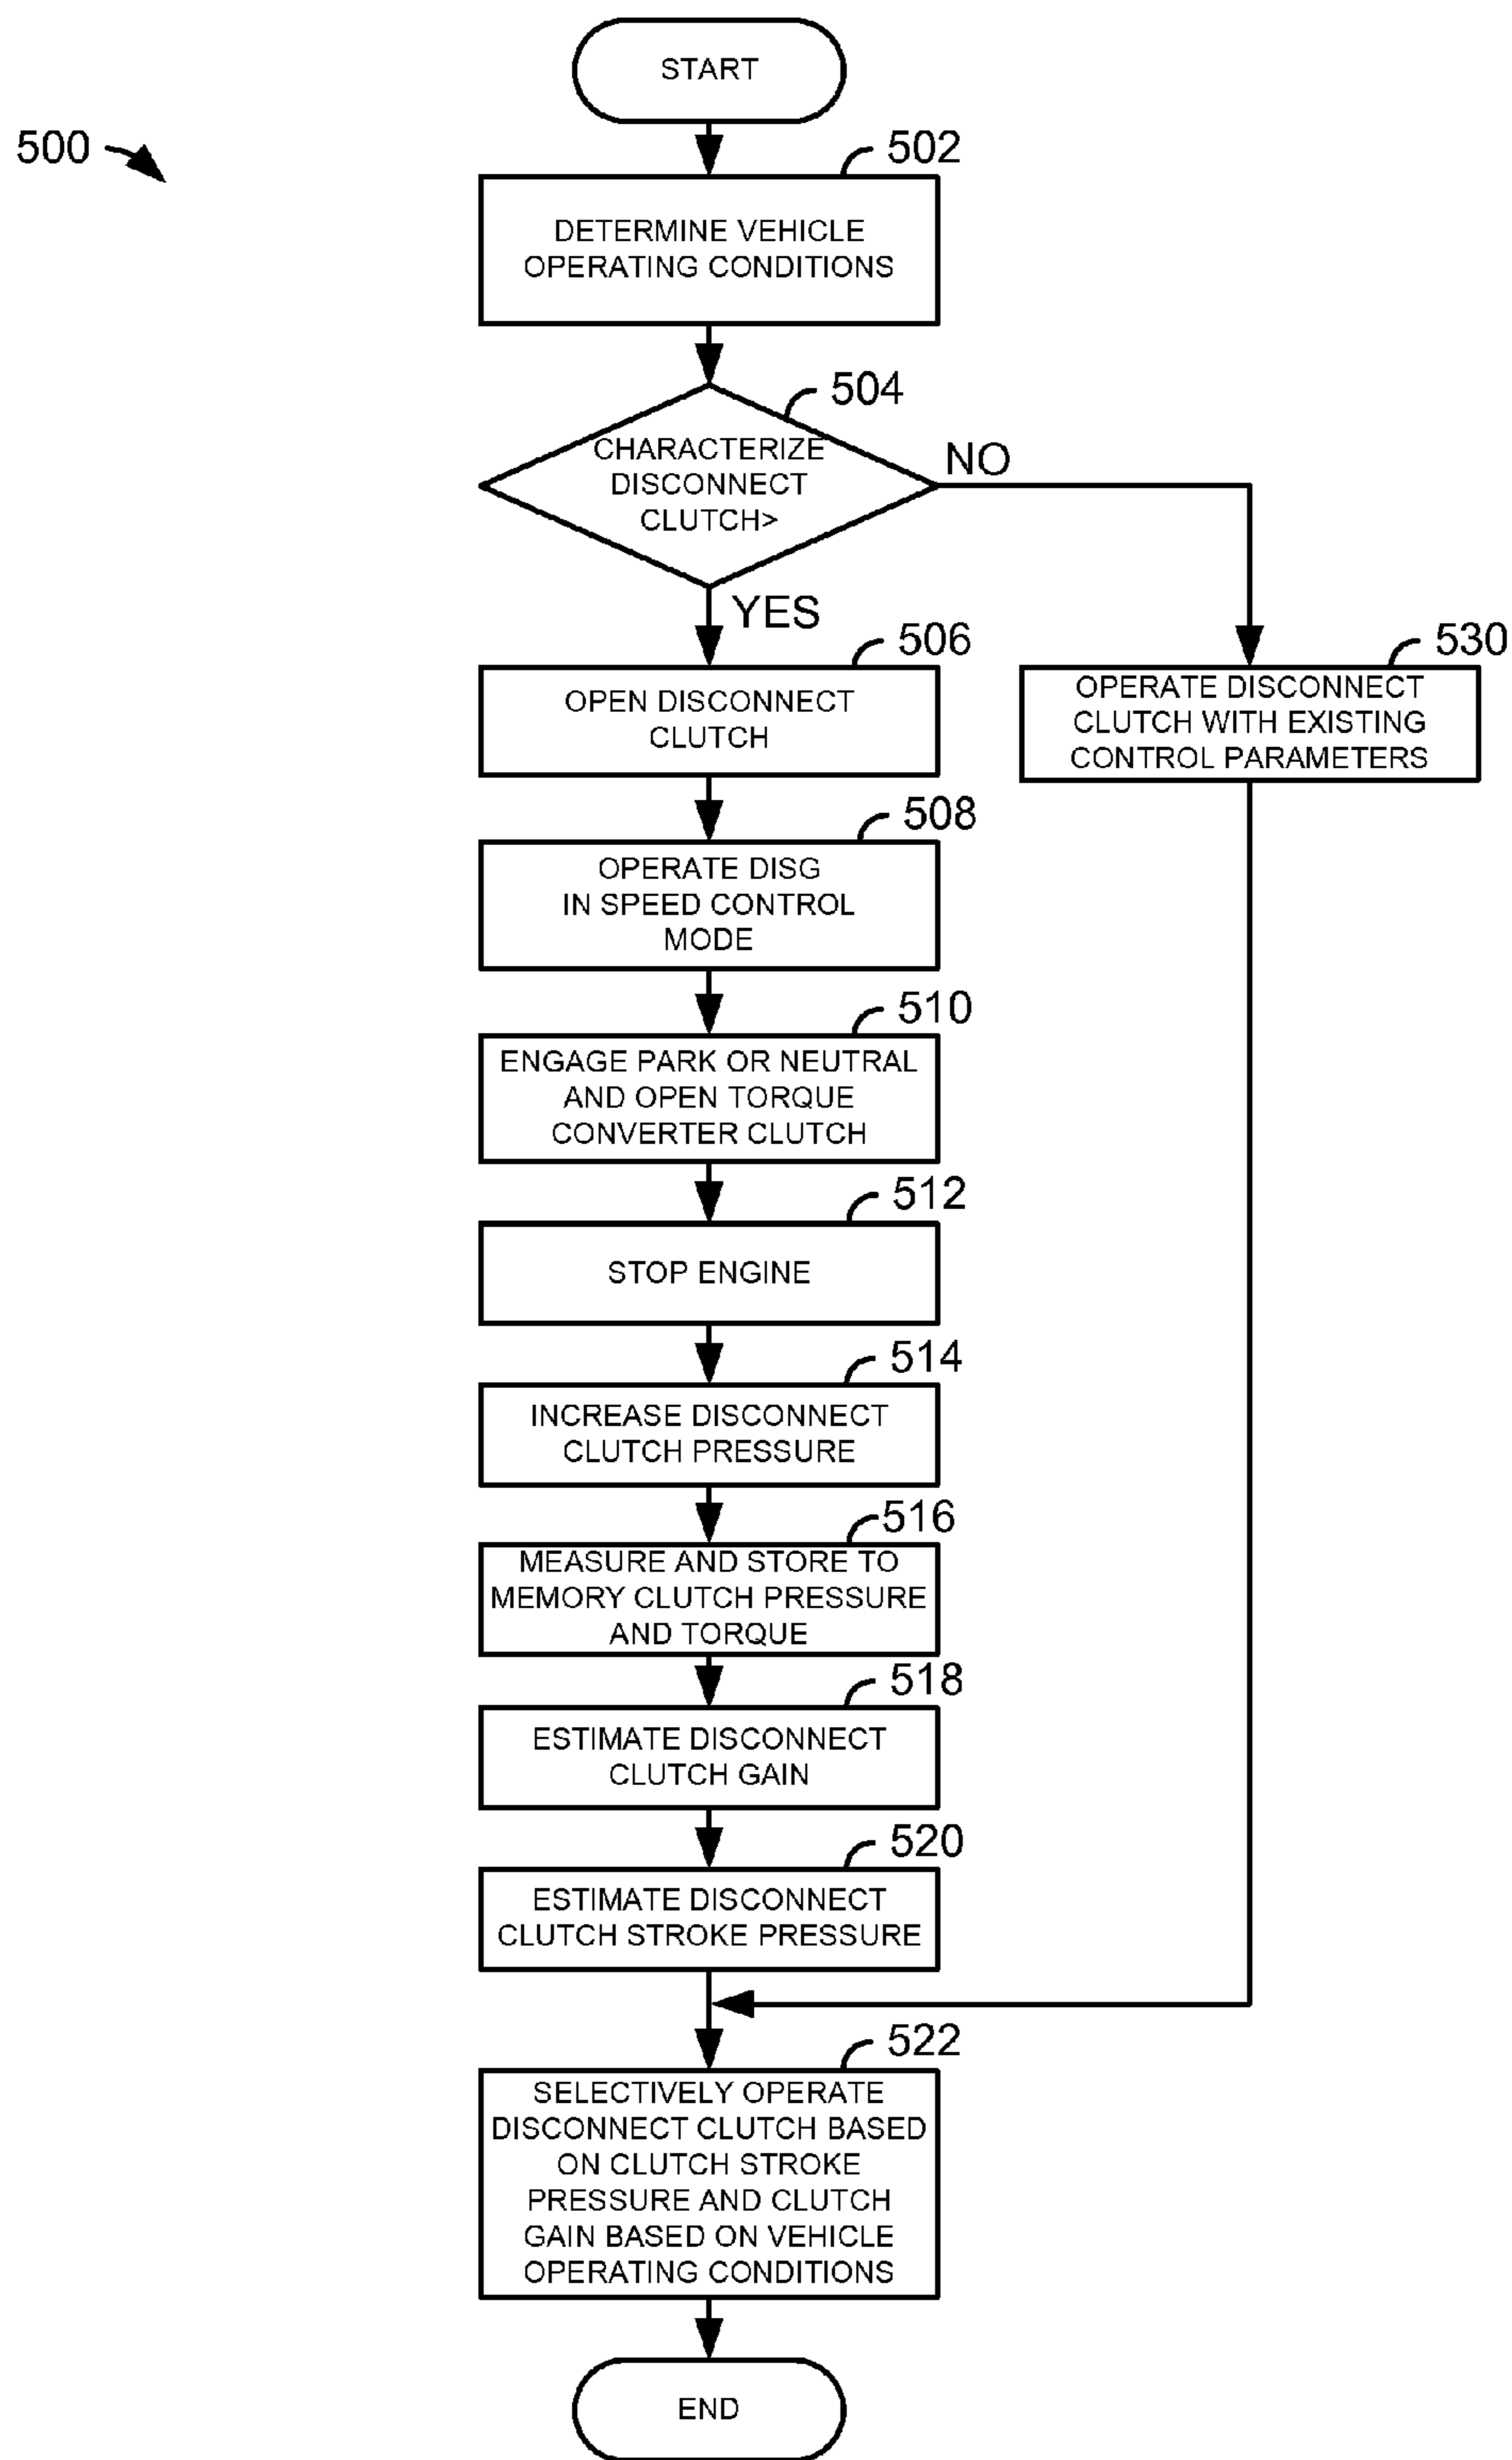 START
500
502
DETERMINE VEHICLE
OPERATING CONDITIONS
504
CHARACTERIZE
DISCONNECT
CLUTCH>
NO
YES
506
OPEN DISCONNECT
CLUTCH
530
OPERATE DISCONNECT
CLUTCH WITH EXISTING
CONTROL PARAMETERS
508
OPERATE DISG
IN SPEED CONTROL
MODE
510
ENGAGE PARK OR NEUTRAL
AND OPEN TORQUE
CONVERTER CLUTCH
512
STOP ENGINE
514
INCREASE DISCONNECT
CLUTCH PRESSURE
516
MEASURE AND STORE TO
MEMORY CLUTCH PRESSURE
AND TORQUE
518
ESTIMATE DISCONNECT
CLUTCH GAIN
520
ESTIMATE DISCONNECT
CLUTCH STROKE PRESSURE
522
SELECTIVELY OPERATE
DISCONNECT CLUTCH BASED
ON CLUTCH STROKE
PRESSURE AND CLUTCH
GAIN BASED ON VEHICLE
OPERATING CONDITIONS
END